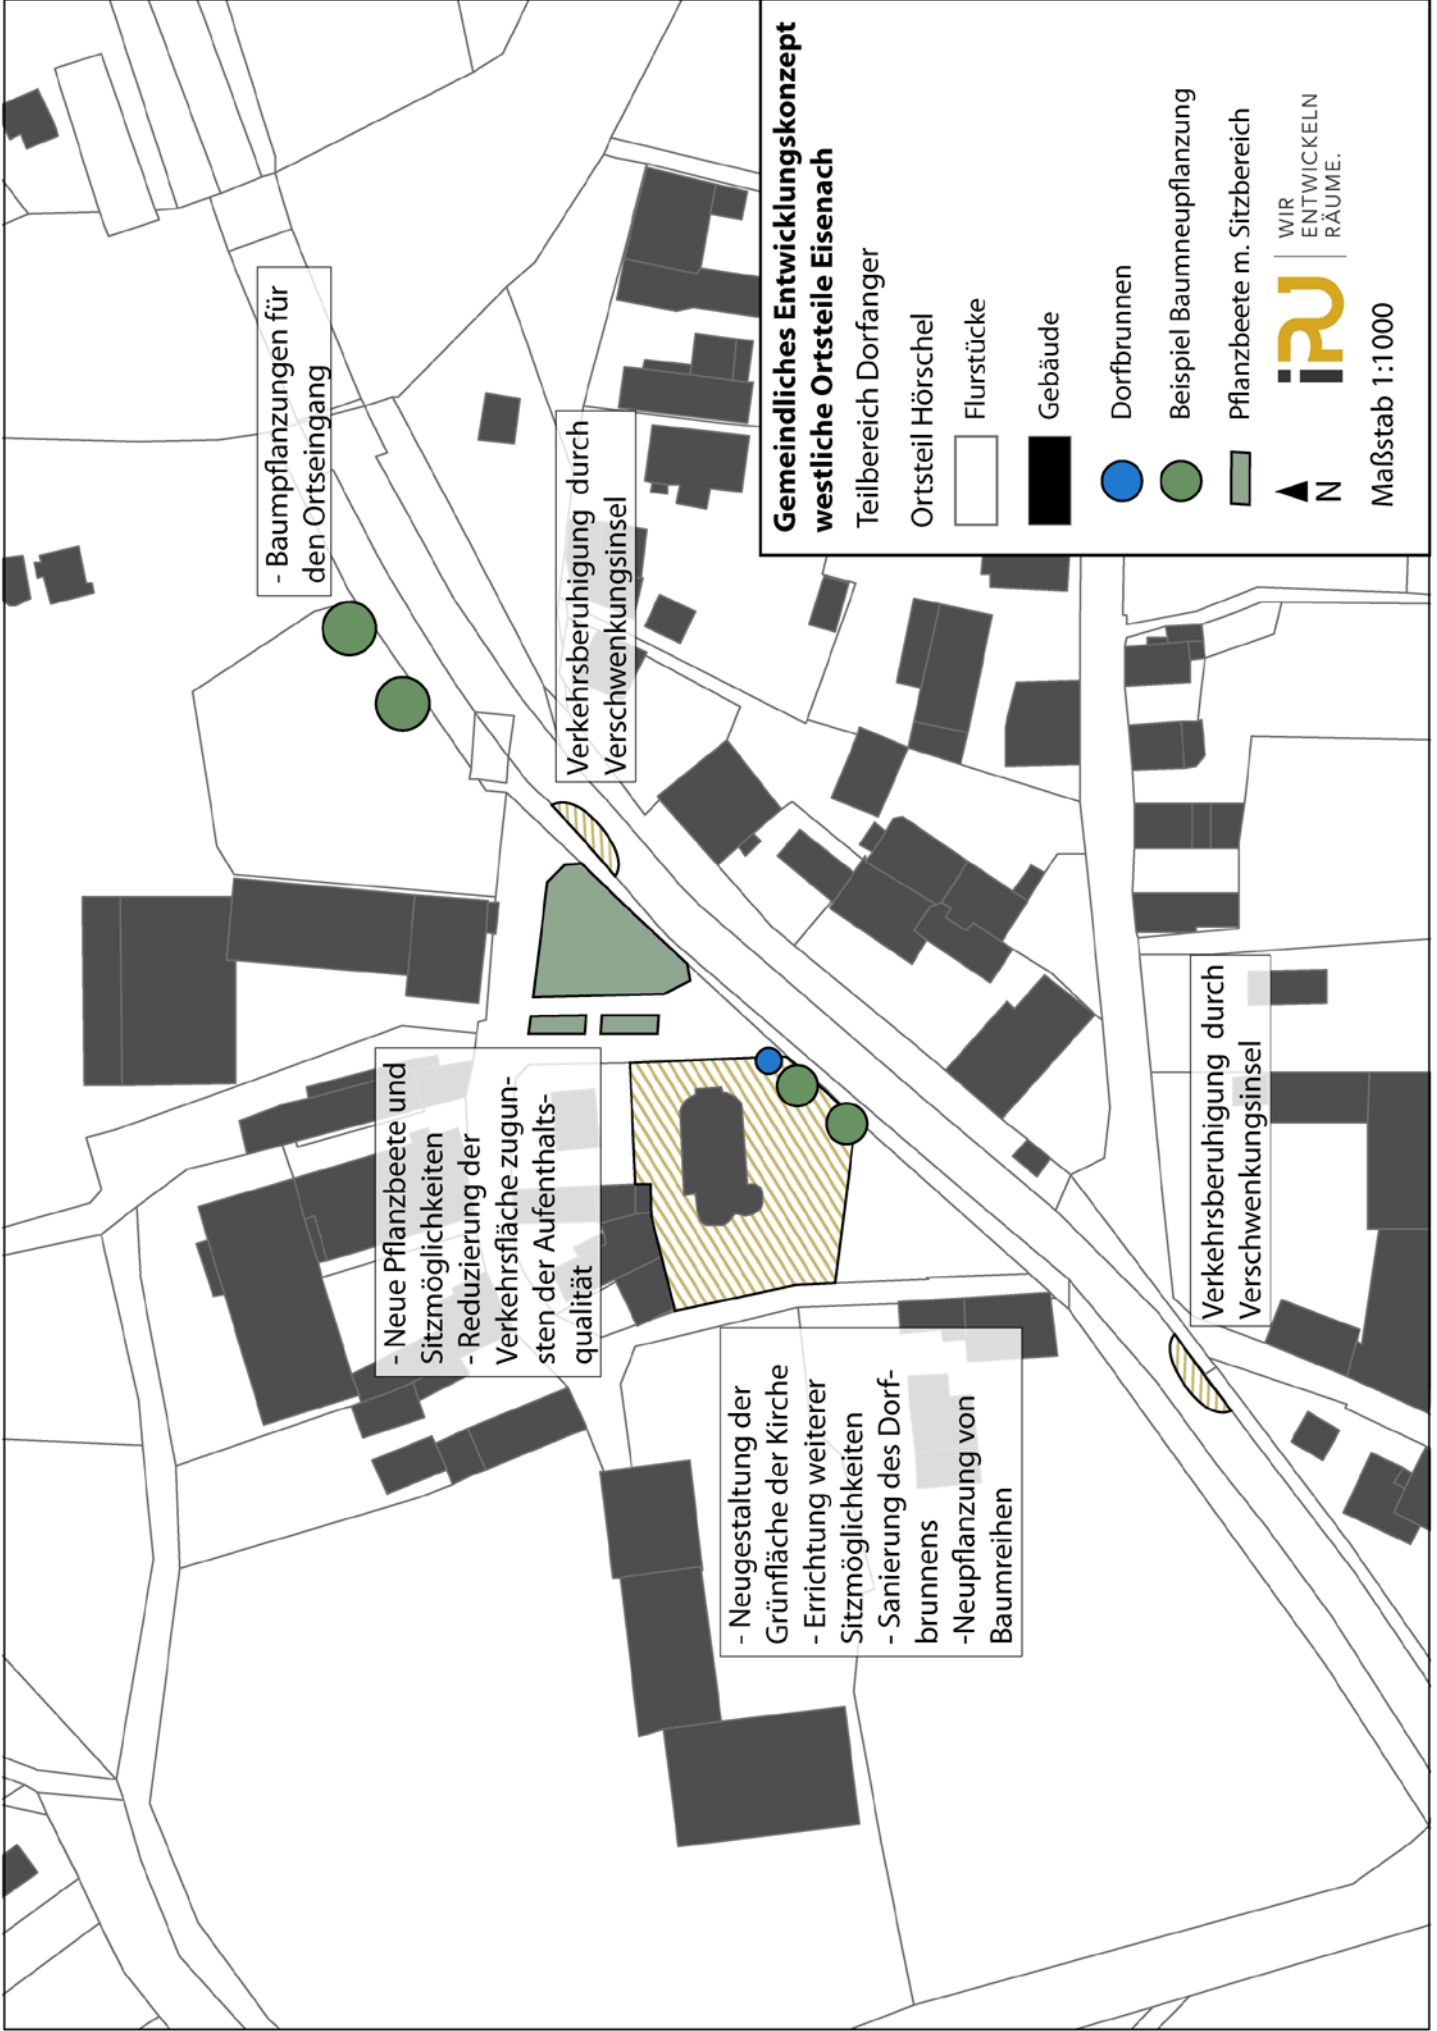 - Baumpflanzungen für
den Ortseingang
Verkehrsberuhigung durch
Verschwenkungsinsel
- Neue Pflanzbeete und
Sitzmöglichkeiten
- Reduzierung der
Verkehrsfläche zugun-
sten der Aufenthalts-
qualität
- Neugestaltung der
Grünfläche der Kirche
- Errichtung weiterer
Sitzmöglichkeiten
- Sanierung des Dorf-
brunnens
-Neupflanzung von
Baumreihen
Verkehrsberuhigung durch
Verschwenkungsinsel
Gemeindliches Entwicklungskonzept
westliche Ortsteile Eisenach
Teilbereich Dorfanger
Ortsteil Hörschel
Flurstücke
Gebäude
Dorfbrunnen
Beispiel Baumneupflanzung
Pflanzbeete m. Sitzbereich
N
iPU
WIR
ENTWICKELN
RÄUME.
Maßstab 1:1000